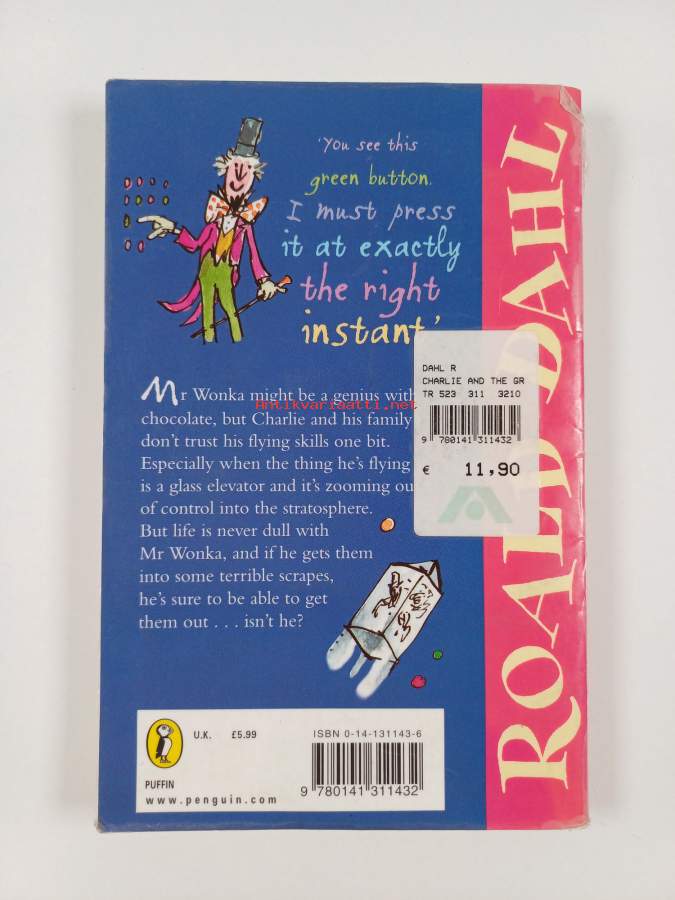 'You see this
green button.
I must press
it at exactly
the right
instant.'
DAHL R
CHARLIE AND THE GR
TR 523 311 3210
9 780141 311432
€ 11,90
Mr Wonka might be a genius with
chocolate, but Charlie and his family
don't trust his flying skills one bit.
Especially when the thing he's flying
is a glass elevator and it's zooming out
of control into the stratosphere.
But life is never dull with
Mr Wonka, and if he gets them
into some terrible scrapes,
he's sure to be able to get
them out . . . isn't he?
Antikvariaatti.net
ROALD DAHL
U.K. £5.99
PUFFIN
www.penguin.com
ISBN 0-14-131143-6
9 780141 311432